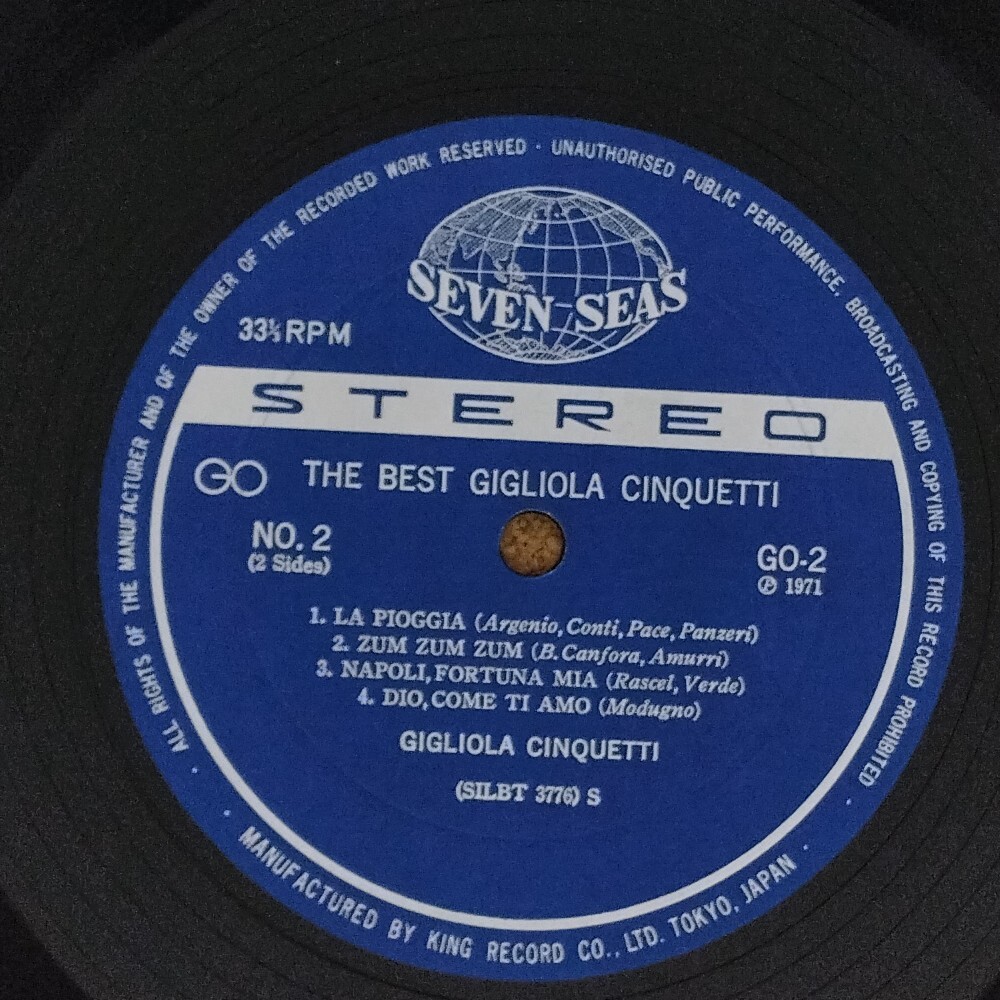 ALL RIGHTS OF THE MANUFACTURER AND OF THE OWNER OF THE RECORDED WORK RESERVED · UNAUTHORISED PUBLIC PERFORMANCE, BROADCASTING AND COPYING OF THIS RECORD PROHIBITED
SEVEN SEAS
33⅓RPM
STEREO
GO THE BEST GIGLIOLA CINQUETTI
NO. 2
(2 Sides)
GO-2
Ⓟ 1971
1. LA PIOGGIA (Argenio, Conti, Pace, Panzeri)
2. ZUM ZUM ZUM (B. Canfora, Amurri)
3. NAPOLI, FORTUNA MIA (Rascel, Verde)
4. DIO, COME TI AMO (Modugno)
GIGLIOLA CINQUETTI
(SILBT 3776) S
· MANUFACTURED BY KING RECORD CO., LTD. TOKYO, JAPAN ·